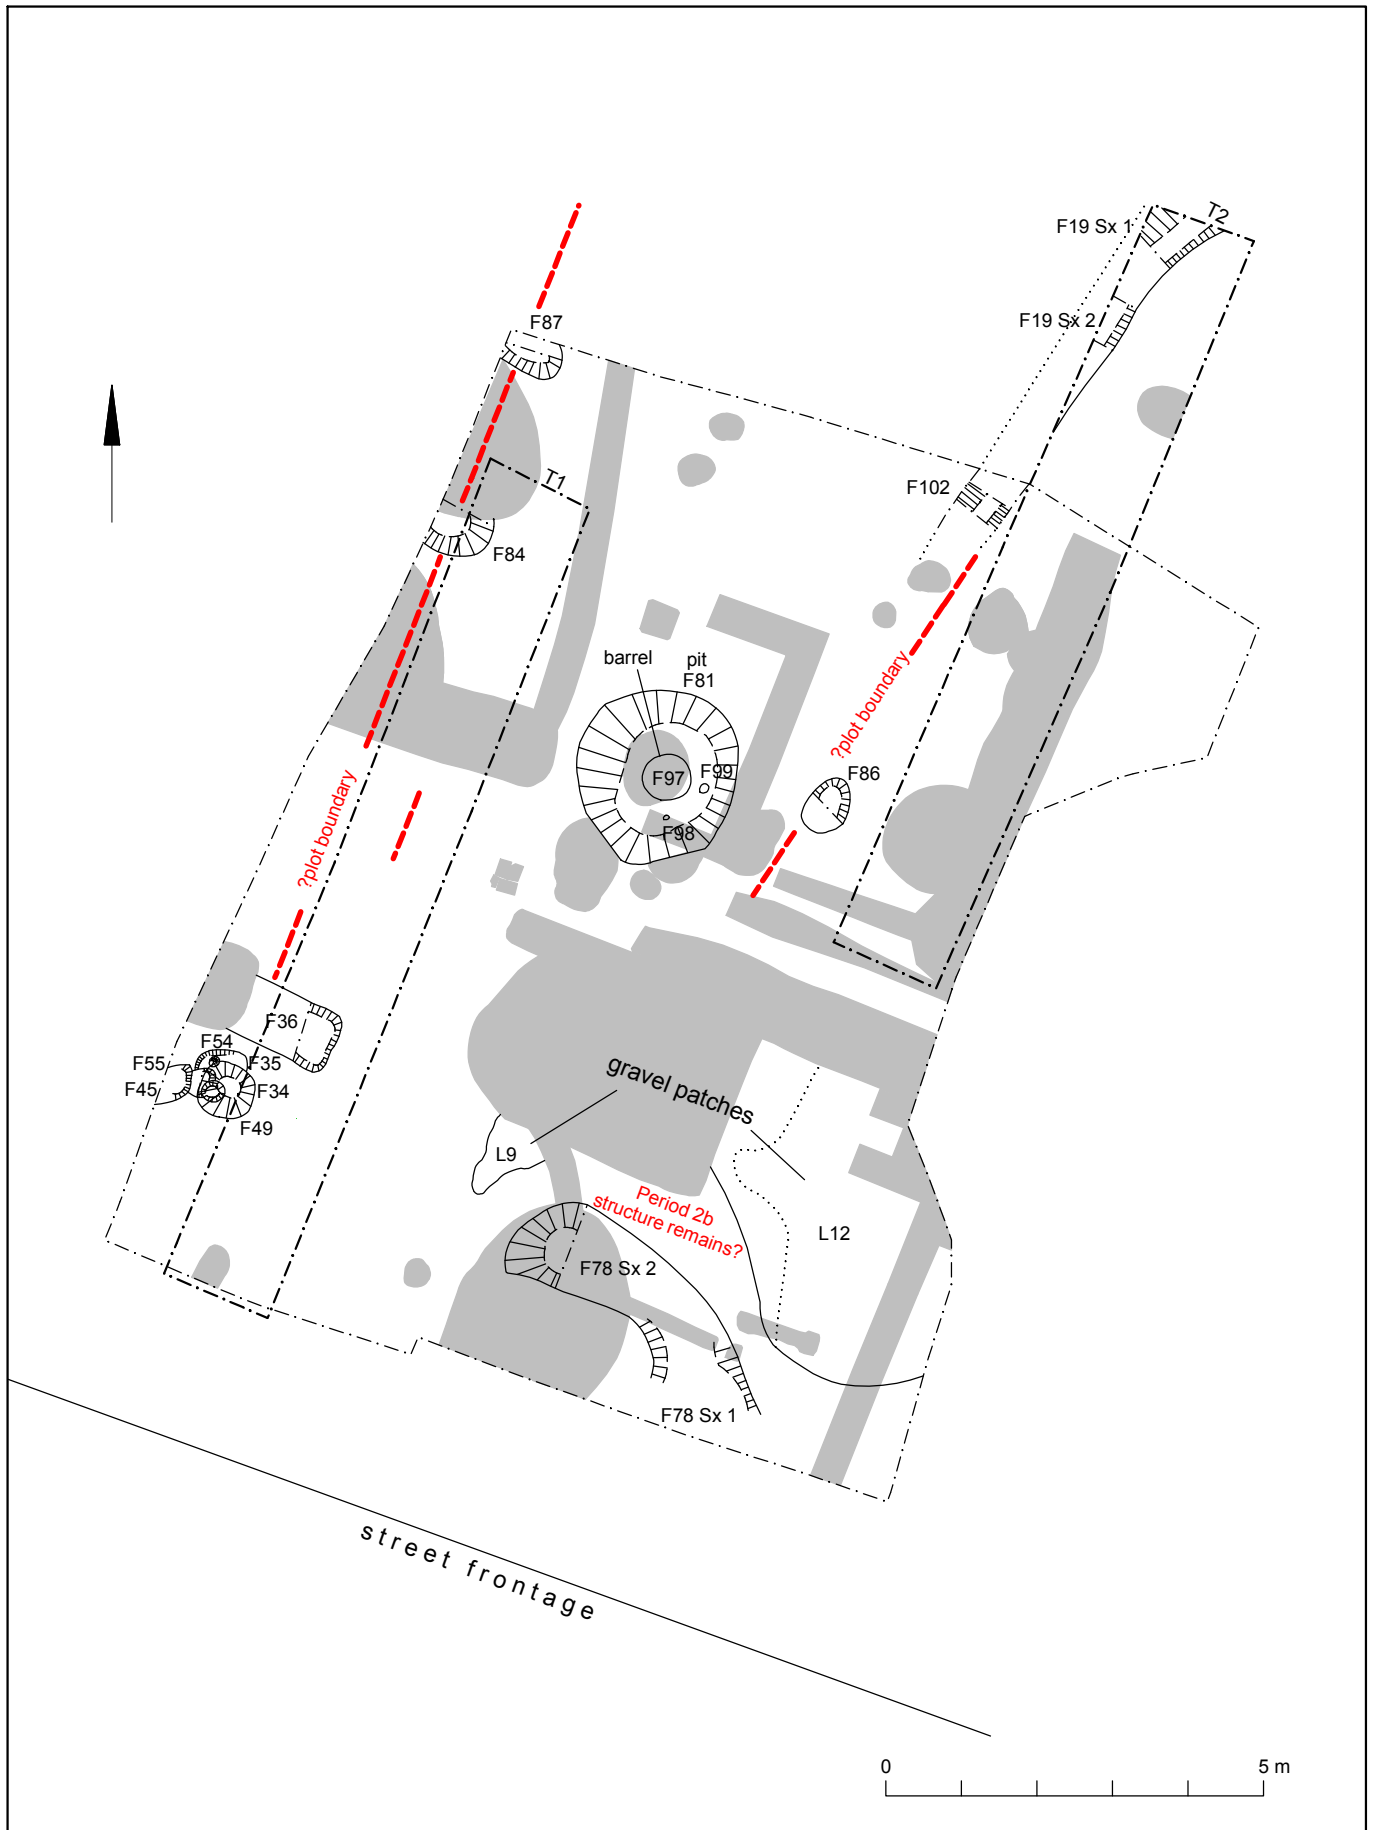 F19 Sx 1
T2
F19 Sx 2
F87
T1
F102
F84
barrel
pit
F81
?plot boundary
F97
F99
F86
F98
?plot boundary
F36
F54
F55
F35
F45
F34
F49
gravel patches
L9
Period 2b
structure remains?
L12
F78 Sx 2
F78 Sx 1
street frontage
0
5 m